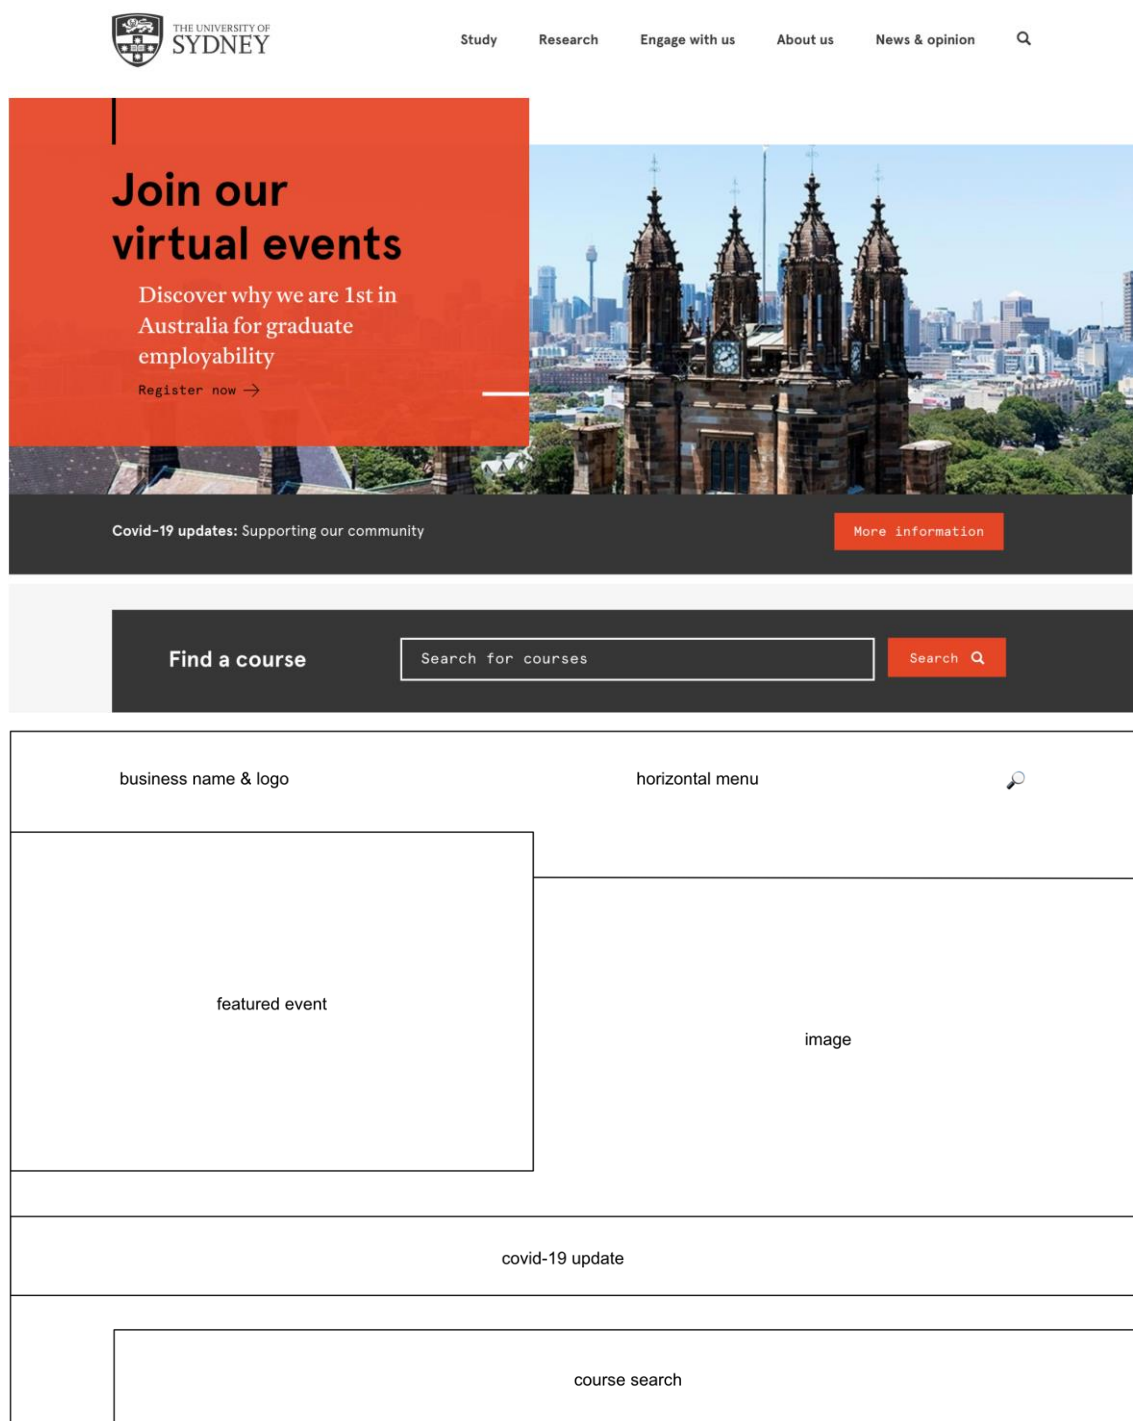 THE UNIVERSITY OF
SYDNEY
Study Research Engage with us About us News & opinion
Join our
virtual events
Discover why we are 1st in
Australia for graduate
employability
Register now →
Covid-19 updates: Supporting our community
More information
Find a course
Search for courses
Search
business name & logo
horizontal menu
featured event
image
covid-19 update
course search